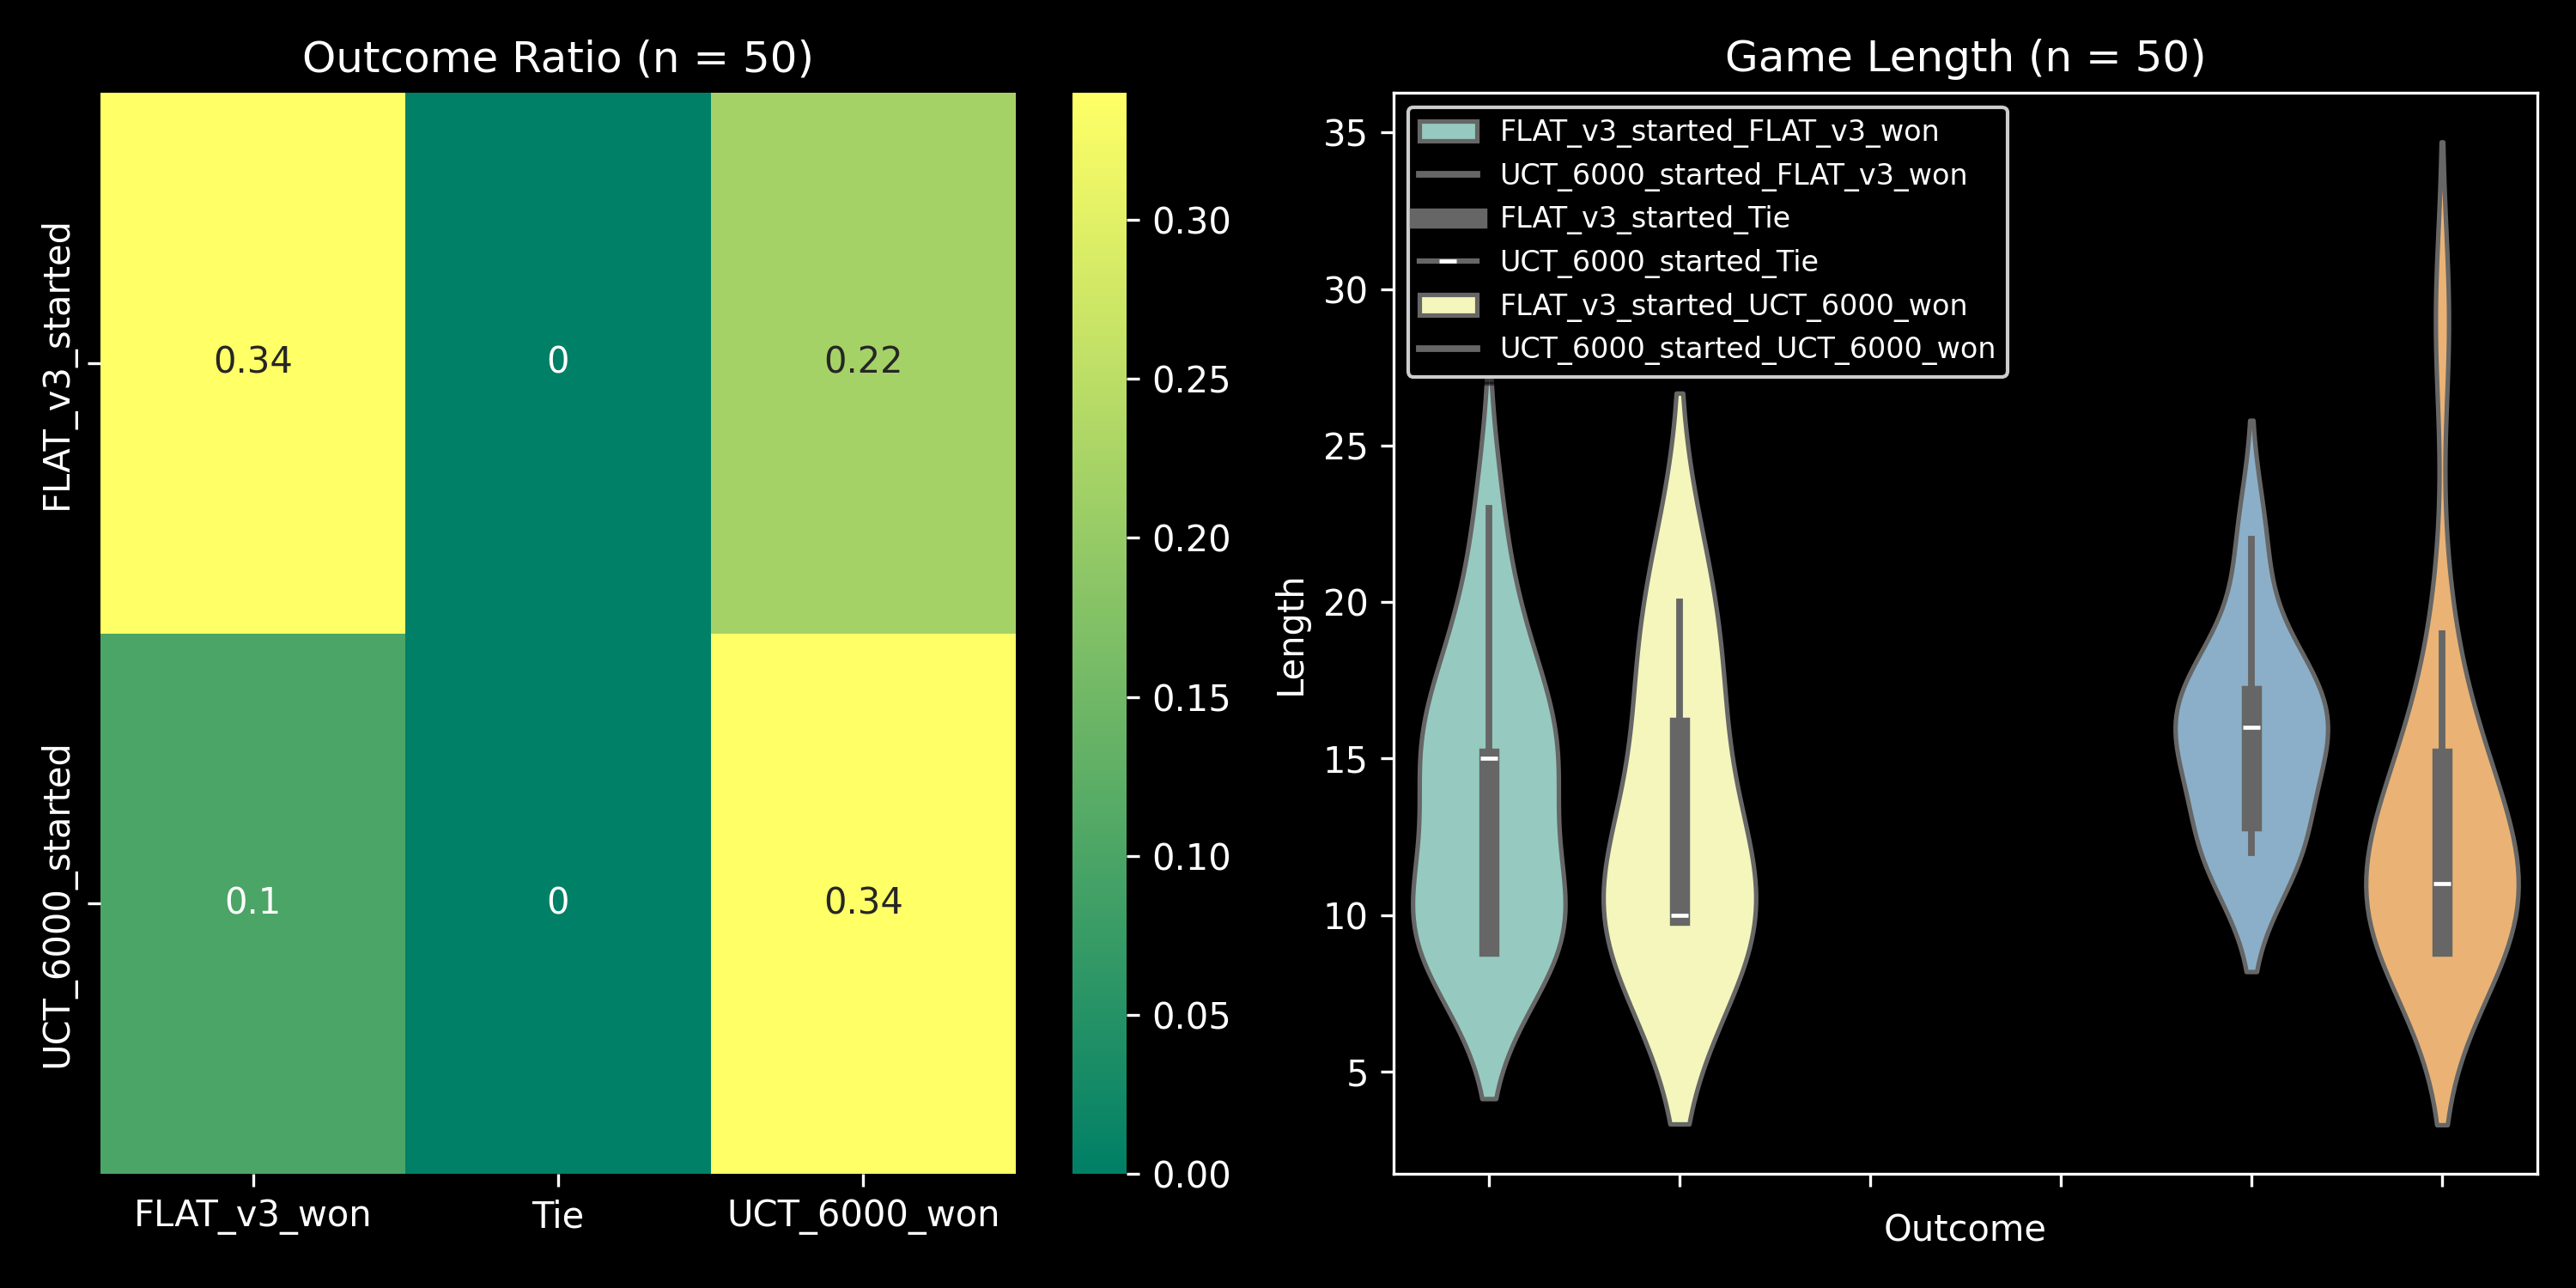 Outcome Ratio (n = 50)
FLAT_v3_started
UCT_6000_started
0.34
0
0.22
0.1
0
0.34
FLAT_v3_won
Tie
UCT_6000_won
0.30
0.25
0.20
0.15
0.10
0.05
0.00
Game Length (n = 50)
Length
35
30
25
20
15
10
5
FLAT_v3_started_FLAT_v3_won
UCT_6000_started_FLAT_v3_won
FLAT_v3_started_Tie
UCT_6000_started_Tie
FLAT_v3_started_UCT_6000_won
UCT_6000_started_UCT_6000_won
Outcome